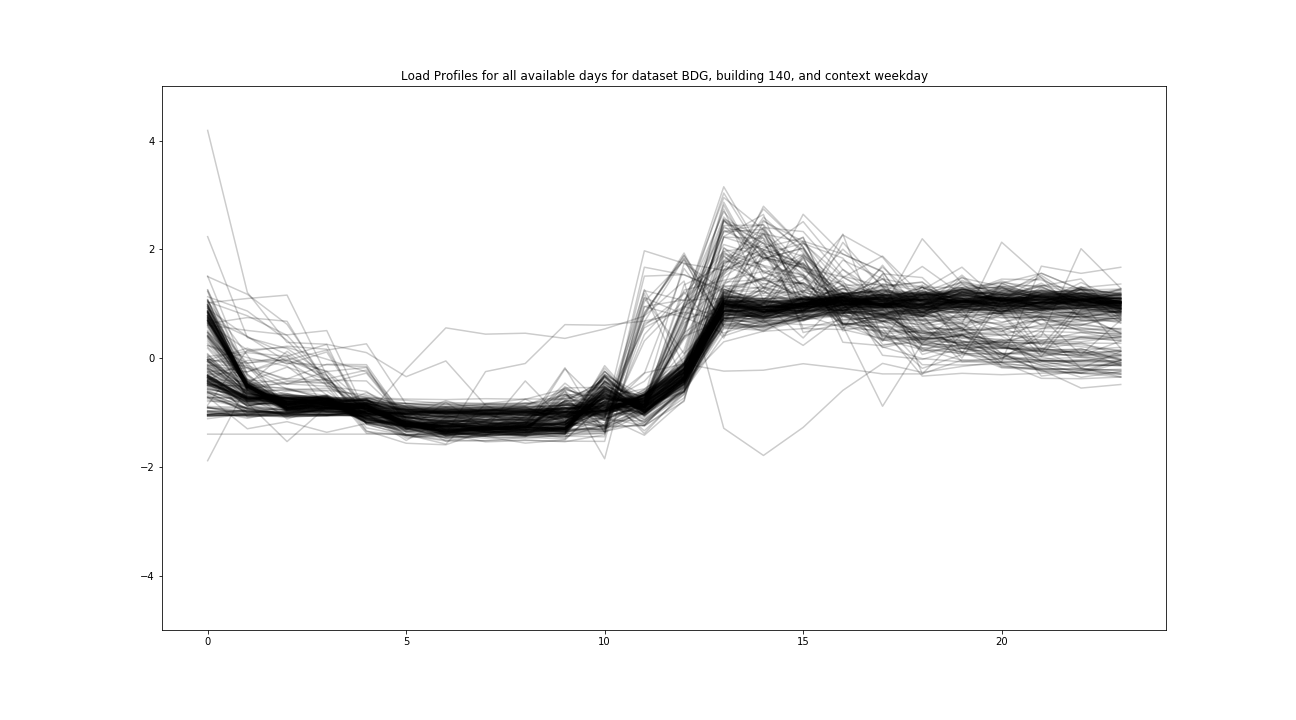 Load Profiles for all available days for dataset BDG, building 140, and context weekday
4
2
0
−2
−4
0 5 10 15 20